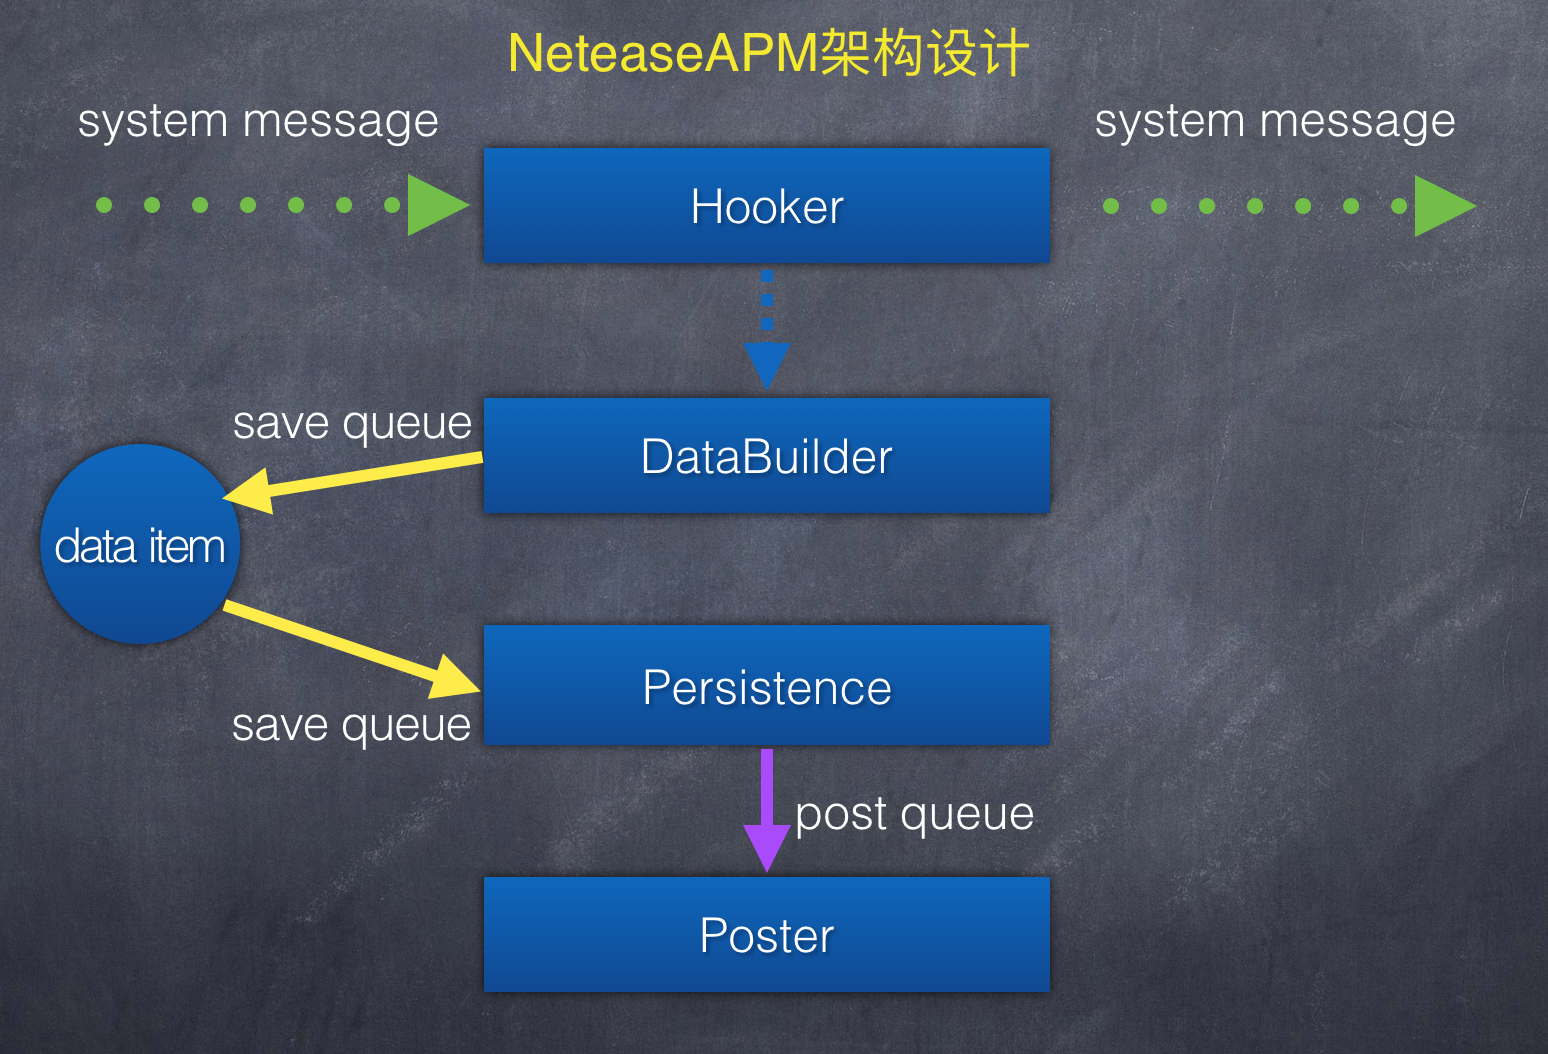 NeteaseAPM架构设计
system message
system message
Hooker
save queue
DataBuilder
data item
Persistence
save queue
post queue
Poster